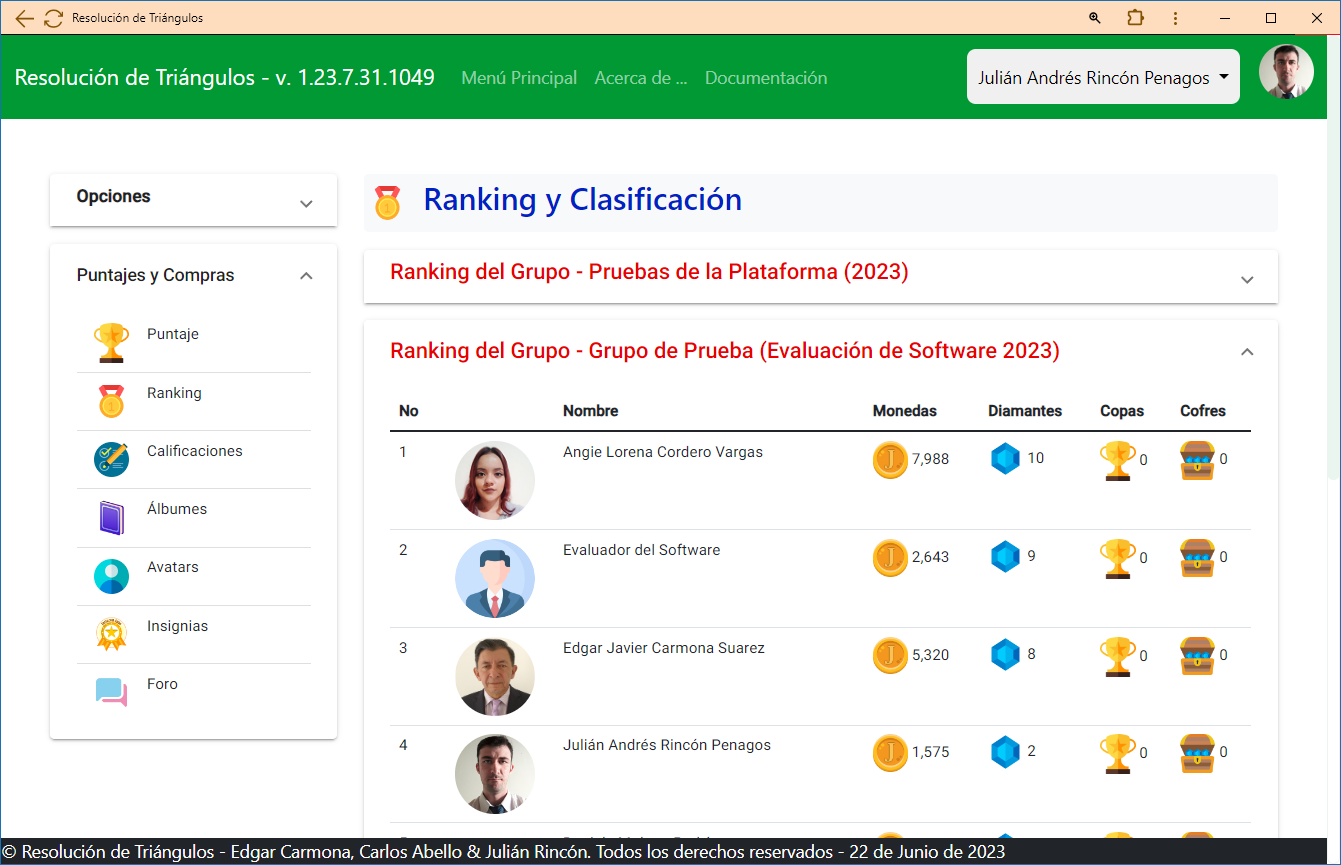 Resolución de Triángulos
Resolución de Triángulos - v. 1.23.7.31.1049 Menú Principal Acerca de ... Documentación Julián Andrés Rincón Penagos
Opciones
Puntajes y Compras
Puntaje
Ranking
Calificaciones
Álbumes
Avatars
Insignias
Foro
Ranking y Clasificación
Ranking del Grupo - Pruebas de la Plataforma (2023)
Ranking del Grupo - Grupo de Prueba (Evaluación de Software 2023)
No Nombre Monedas Diamantes Copas Cofres
1 Angie Lorena Cordero Vargas 7,988 10 0 0
2 Evaluador del Software 2,643 9 0 0
3 Edgar Javier Carmona Suarez 5,320 8 0 0
4 Julián Andrés Rincón Penagos 1,575 2 0 0
© Resolución de Triángulos - Edgar Carmona, Carlos Abello & Julián Rincón. Todos los derechos reservados - 22 de Junio de 2023